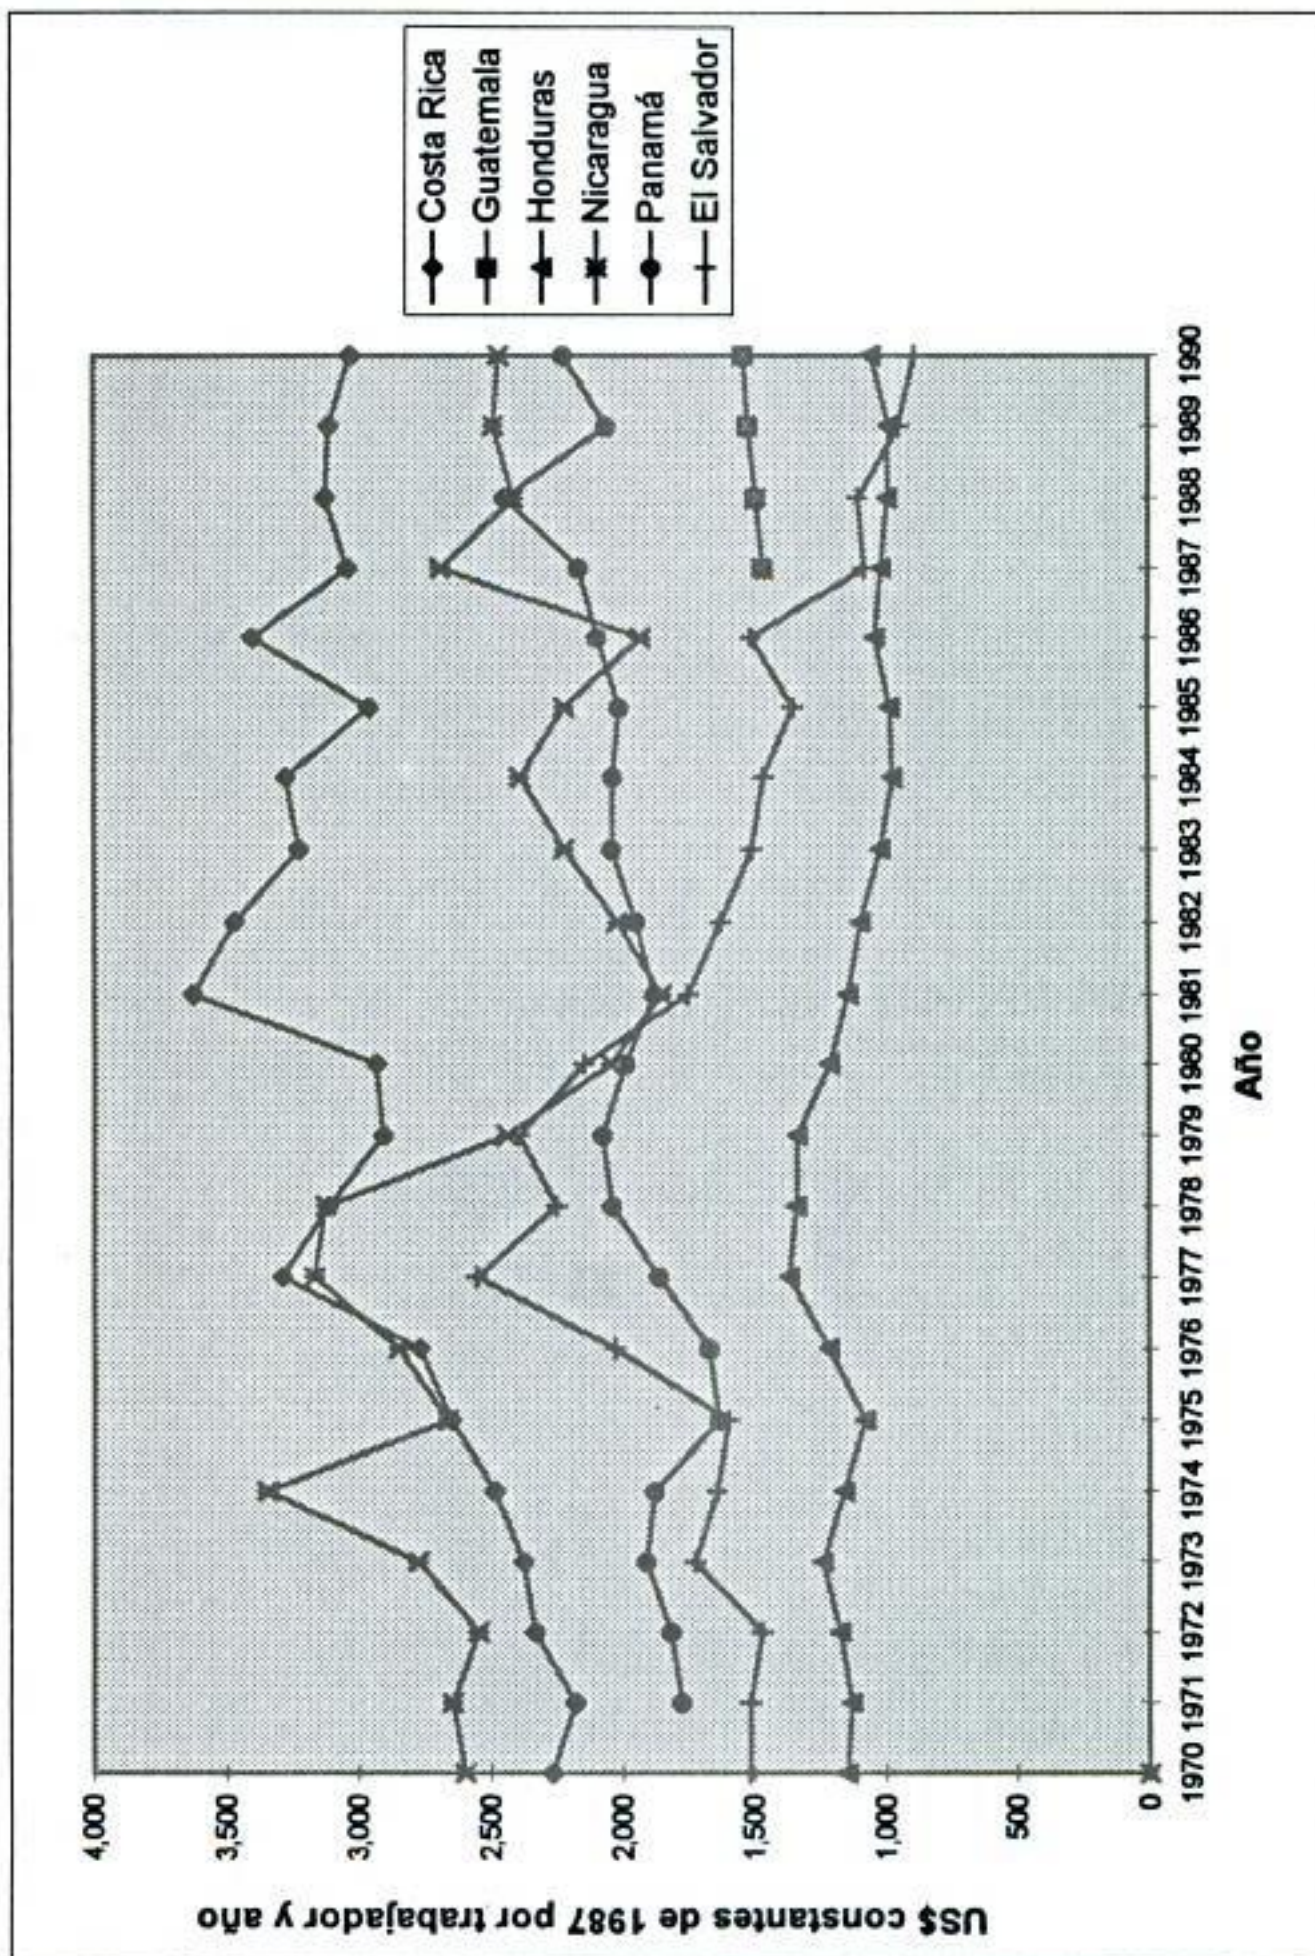 US$ constantes de 1987 por trabajador y año
4,000
3,500
3,000
2,500
2,000
1,500
1,000
500
0
1970 1971 1972 1973 1974 1975 1976 1977 1978 1979 1980 1981 1982 1983 1984 1985 1986 1987 1988 1989 1990
Año
Costa Rica
Guatemala
Honduras
Nicaragua
Panamá
El Salvador